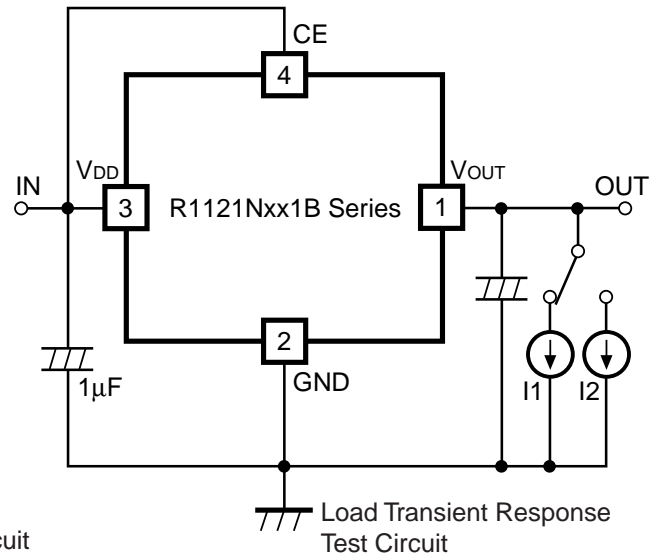 CE
4
VDD
VOUT
IN
OUT
3
R1121Nxx1B Series
1
2
GND
1μF
I1
I2
Load Transient Response
Test Circuit
cuit